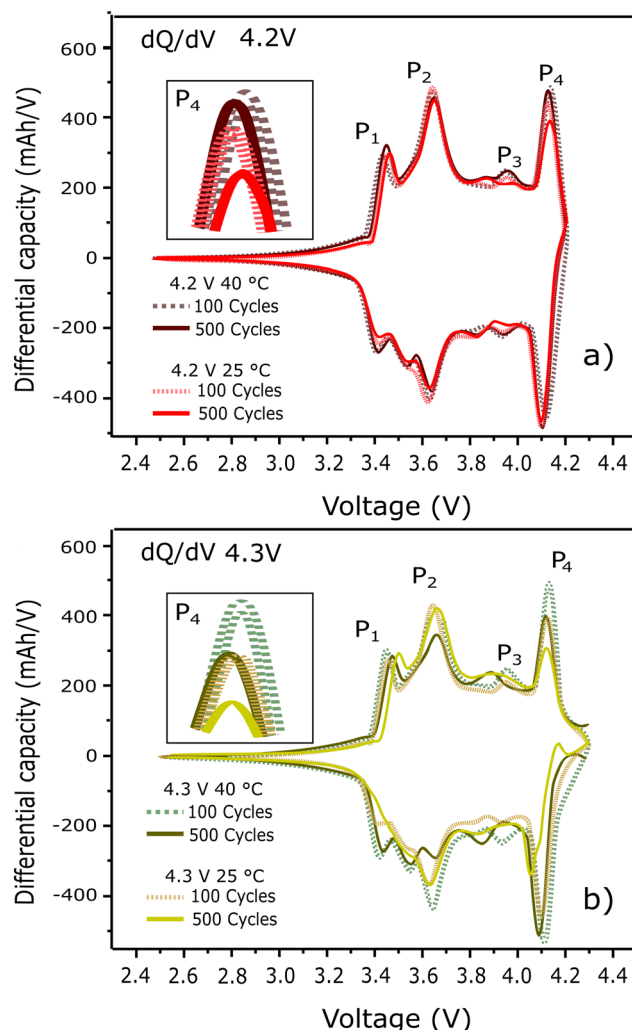 dQ/dV 4.2V
P4
P1
P2
P3
P4
4.2 V 40 °C
100 Cycles
500 Cycles
4.2 V 25 °C
100 Cycles
500 Cycles
a)
600
400
200
0
-200
-400
Differential capacity (mAh/V)
2.4 2.6 2.8 3.0 3.2 3.4 3.6 3.8 4.0 4.2 4.4
Voltage (V)
dQ/dV 4.3V
P4
P1
P2
P3
P4
4.3 V 40 °C
100 Cycles
500 Cycles
4.3 V 25 °C
100 Cycles
500 Cycles
b)
600
400
200
0
-200
-400
Differential capacity (mAh/V)
2.4 2.6 2.8 3.0 3.2 3.4 3.6 3.8 4.0 4.2 4.4
Voltage (V)